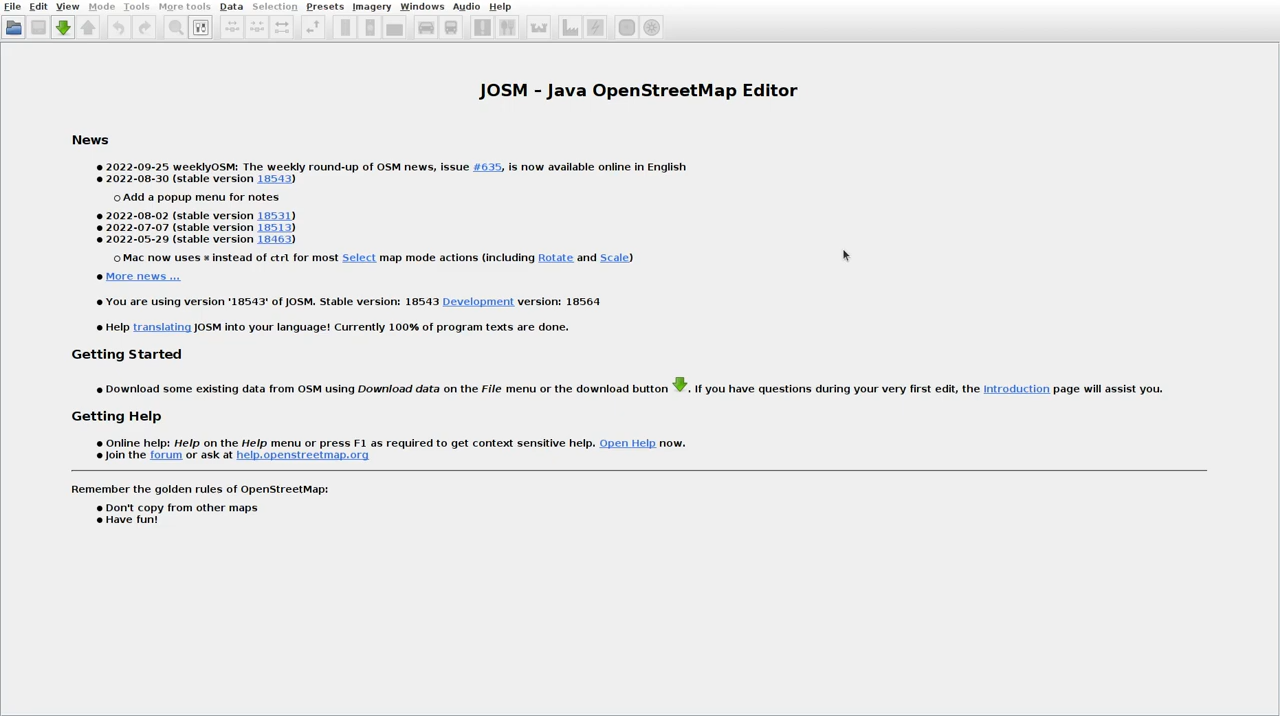 File Edit View Mode Tools More tools Data Selection Presets Imagery Windows Audio Help
JOSM – Java OpenStreetMap Editor
News
2022-09-25 weeklyOSM: The weekly round-up of OSM news, issue #635, is now available online in English
2022-08-30 (stable version 18543)
Add a popup menu for notes
2022-08-02 (stable version 18531)
2022-07-07 (stable version 18513)
2022-05-29 (stable version 18463)
Mac now uses ⌘ instead of ctrl for most Select map mode actions (including Rotate and Scale)
More news ...
You are using version '18543' of JOSM. Stable version: 18543 Development version: 18564
Help translating JOSM into your language! Currently 100% of program texts are done.
Getting Started
Download some existing data from OSM using Download data on the File menu or the download button . If you have questions during your very first edit, the Introduction page will assist you.
Getting Help
Online help: Help on the Help menu or press F1 as required to get context sensitive help. Open Help now.
Join the forum or ask at help.openstreetmap.org
Remember the golden rules of OpenStreetMap:
Don't copy from other maps
Have fun!